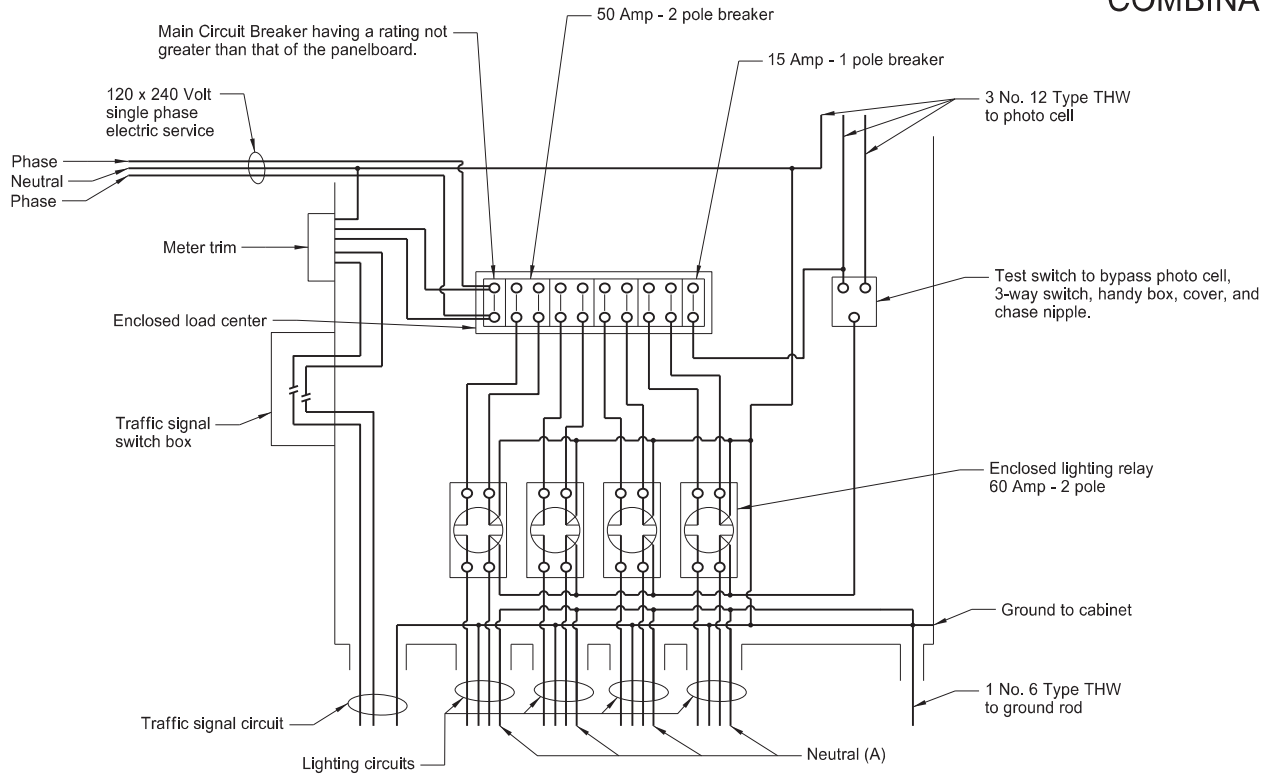 COMBINA
50 Amp - 2 pole breaker
Main Circuit Breaker having a rating not
greater than that of the panelboard.
15 Amp - 1 pole breaker
120 x 240 Volt
single phase
electric service
3 No. 12 Type THW
to photo cell
Phase
Neutral
Phase
Meter trim
Test switch to bypass photo cell,
3-way switch, handy box, cover, and
chase nipple.
Enclosed load center
Traffic signal
switch box
Enclosed lighting relay
60 Amp - 2 pole
Ground to cabinet
1 No. 6 Type THW
to ground rod
Traffic signal circuit
Neutral (A)
Lighting circuits